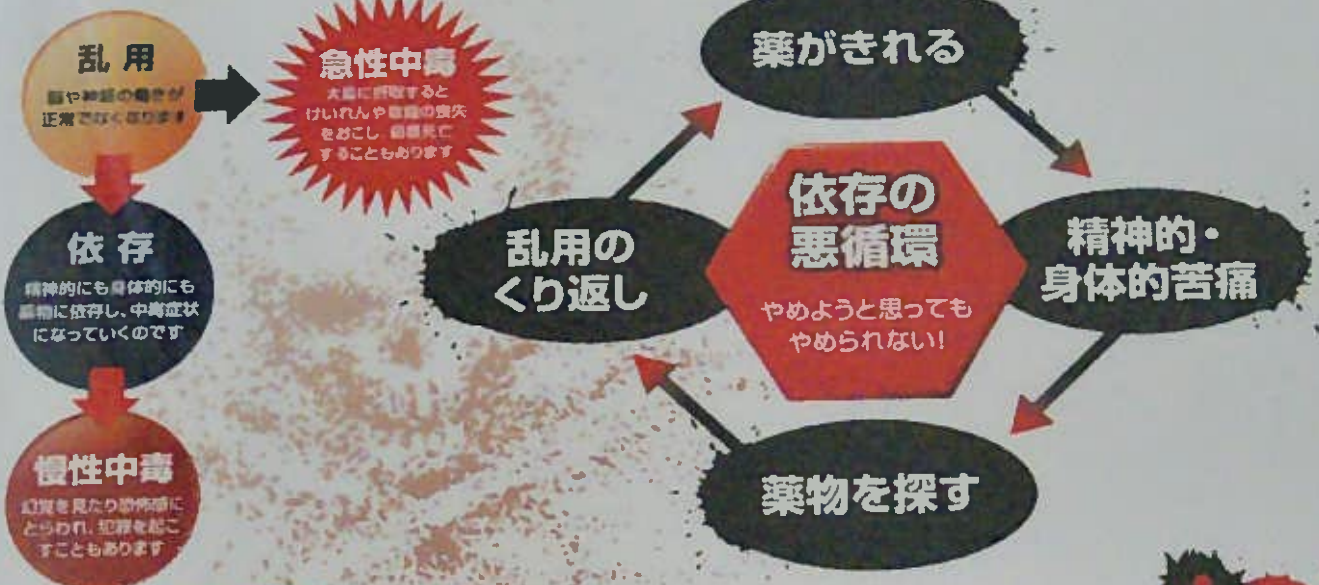 乱用
脳や神経の働きが
正常でなくなります
急性中毒
大量に摂取すると
けいれんや意識の喪失
をおこし
することもあります
依存
精神的にも身体的にも
薬物に依存し、中毒症状
になっていくのです
慢性中毒
幻覚を見たり恐怖感に
とらわれ、犯罪を起こ
すこともあります
薬がきれる
精神的・
身体的苦痛
薬物を探す
乱用の
くり返し
依存の
悪循環
やめようと思っても
やめられない!